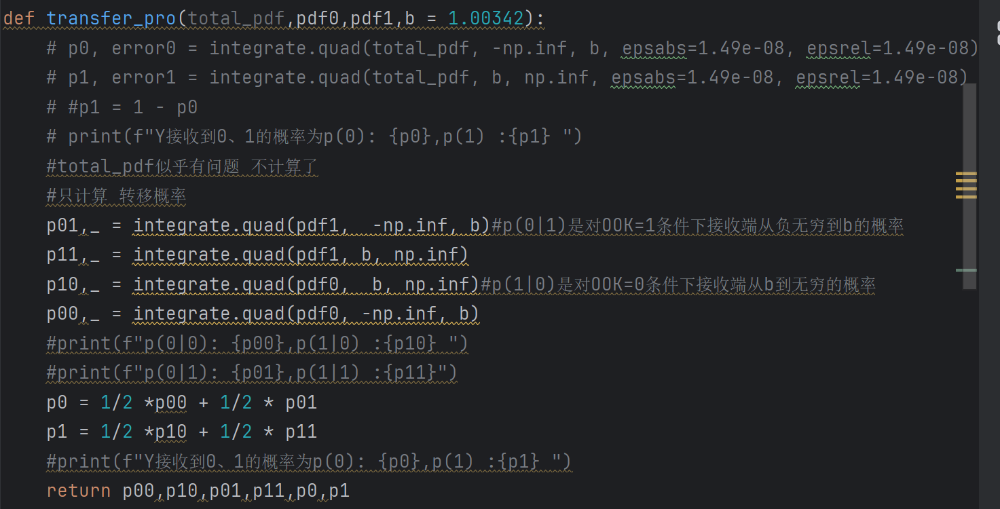 def transfer_pro(total_pdf,pdf0,pdf1,b = 1.00342):
# p0, error0 = integrate.quad(total_pdf, -np.inf, b, epsabs=1.49e-08, epsrel=1.49e-08)
# p1, error1 = integrate.quad(total_pdf, b, np.inf, epsabs=1.49e-08, epsrel=1.49e-08)
# #p1 = 1 - p0
# print(f"Y接收到0、1的概率为p(0): {p0},p(1) :{p1} ")
#total_pdf似乎有问题 不计算了
#只计算 转移概率
p01,_ = integrate.quad(pdf1,  -np.inf, b)#p(0|1)是对OOK=1条件下接收端从负无穷到b的概率
p11,_ = integrate.quad(pdf1, b, np.inf)
p10,_ = integrate.quad(pdf0,  b, np.inf)#p(1|0)是对OOK=0条件下接收端从b到无穷的概率
p00,_ = integrate.quad(pdf0, -np.inf, b)
#print(f"p(0|0): {p00},p(1|0) :{p10} ")
#print(f"p(0|1): {p01},p(1|1) :{p11}")
p0 = 1/2 *p00 + 1/2 * p01
p1 = 1/2 *p10 + 1/2 * p11
#print(f"Y接收到0、1的概率为p(0): {p0},p(1) :{p1} ")
return p00,p10,p01,p11,p0,p1